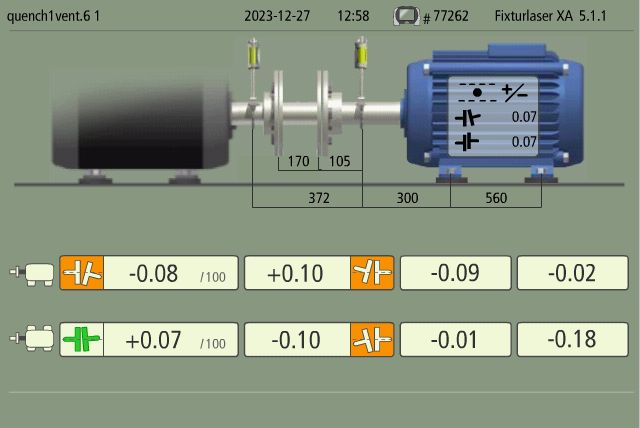 quench1vent.6 1 2023-12-27 12:58 # 77262 Fixturlaser XA 5.1.1
+/-
0.07
0.07
170 105
372 300 560
-0.08 /100 +0.10 -0.09 -0.02
+0.07 /100 -0.10 -0.01 -0.18